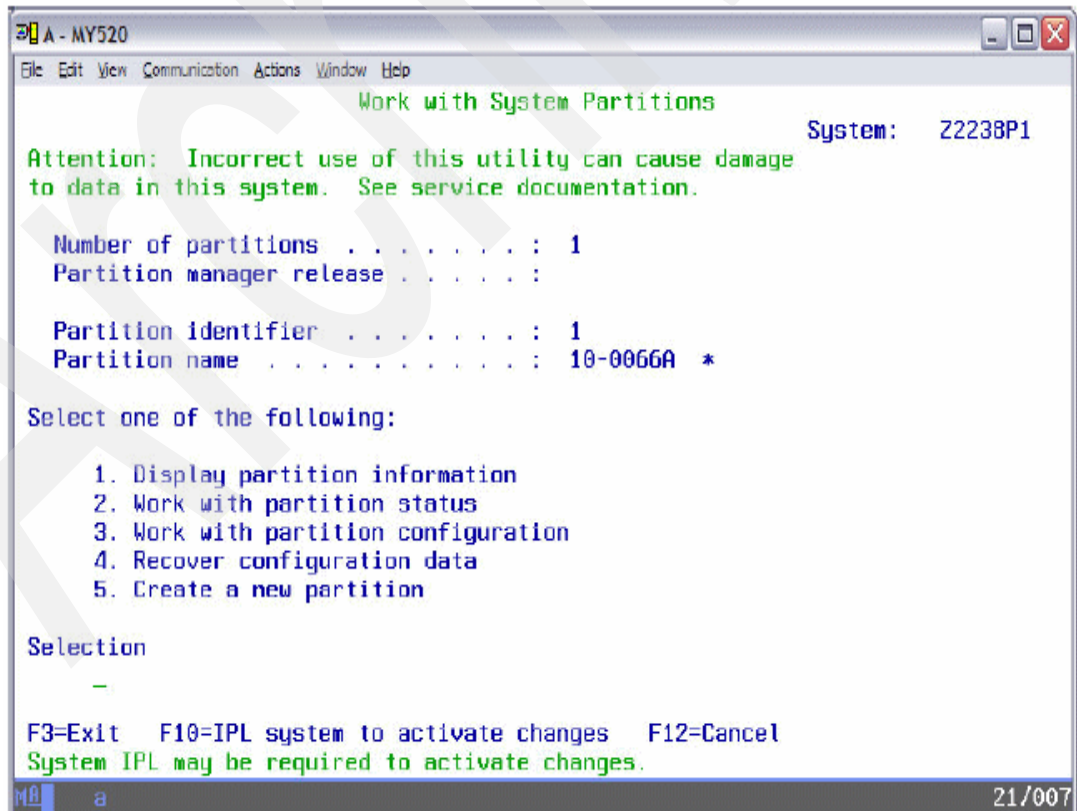 A - MY520
File Edit View Communication Actions Window Help
Work with System Partitions
System: Z2238P1
Attention: Incorrect use of this utility can cause damage
to data in this system. See service documentation.
Number of partitions . . . . . . . : 1
Partition manager release . . . . . :
Partition identifier . . . . . . . : 1
Partition name . . . . . . . . . . : 10-0066A *
Select one of the following:
1. Display partition information
2. Work with partition status
3. Work with partition configuration
4. Recover configuration data
5. Create a new partition
Selection
_
F3=Exit F10=IPL system to activate changes F12=Cancel
System IPL may be required to activate changes.
MA a 21/007